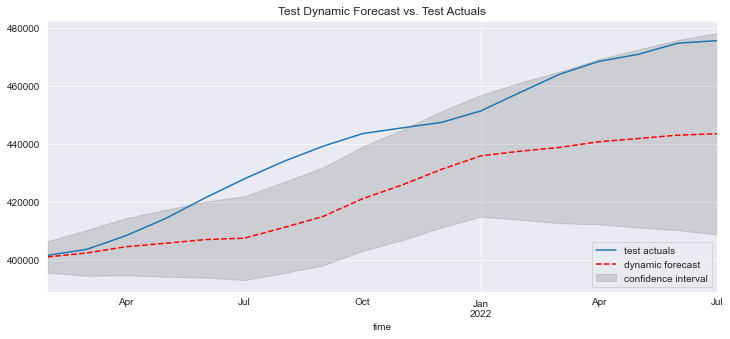 Test Dynamic Forecast vs. Test Actuals
480000
460000
440000
420000
400000
Apr
Jul
Oct
Jan
2022
Apr
Jul
time
test actuals
dynamic forecast
confidence interval